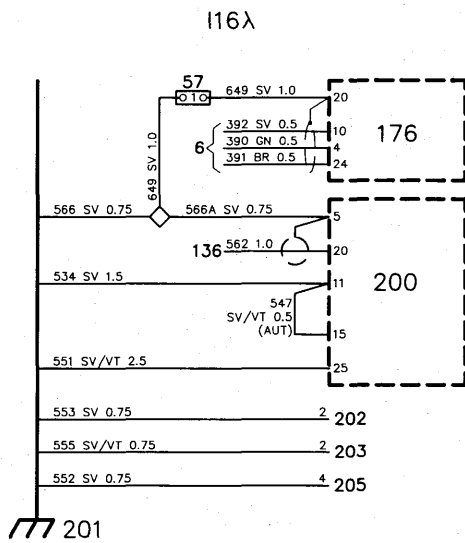 I16λ
57
1
649 SV 1.0
20
392 SV 0.5
10
176
6
390 GN 0.5
4
391 BR 0.5
24
649 SV 1.0
566 SV 0.75
566A SV 0.75
5
136
562 1.0
20
534 SV 1.5
11
200
547
SV/VT 0.5
(AUT)
15
551 SV/VT 2.5
25
553 SV 0.75
2
202
555 SV/VT 0.75
2
203
552 SV 0.75
4
205
201